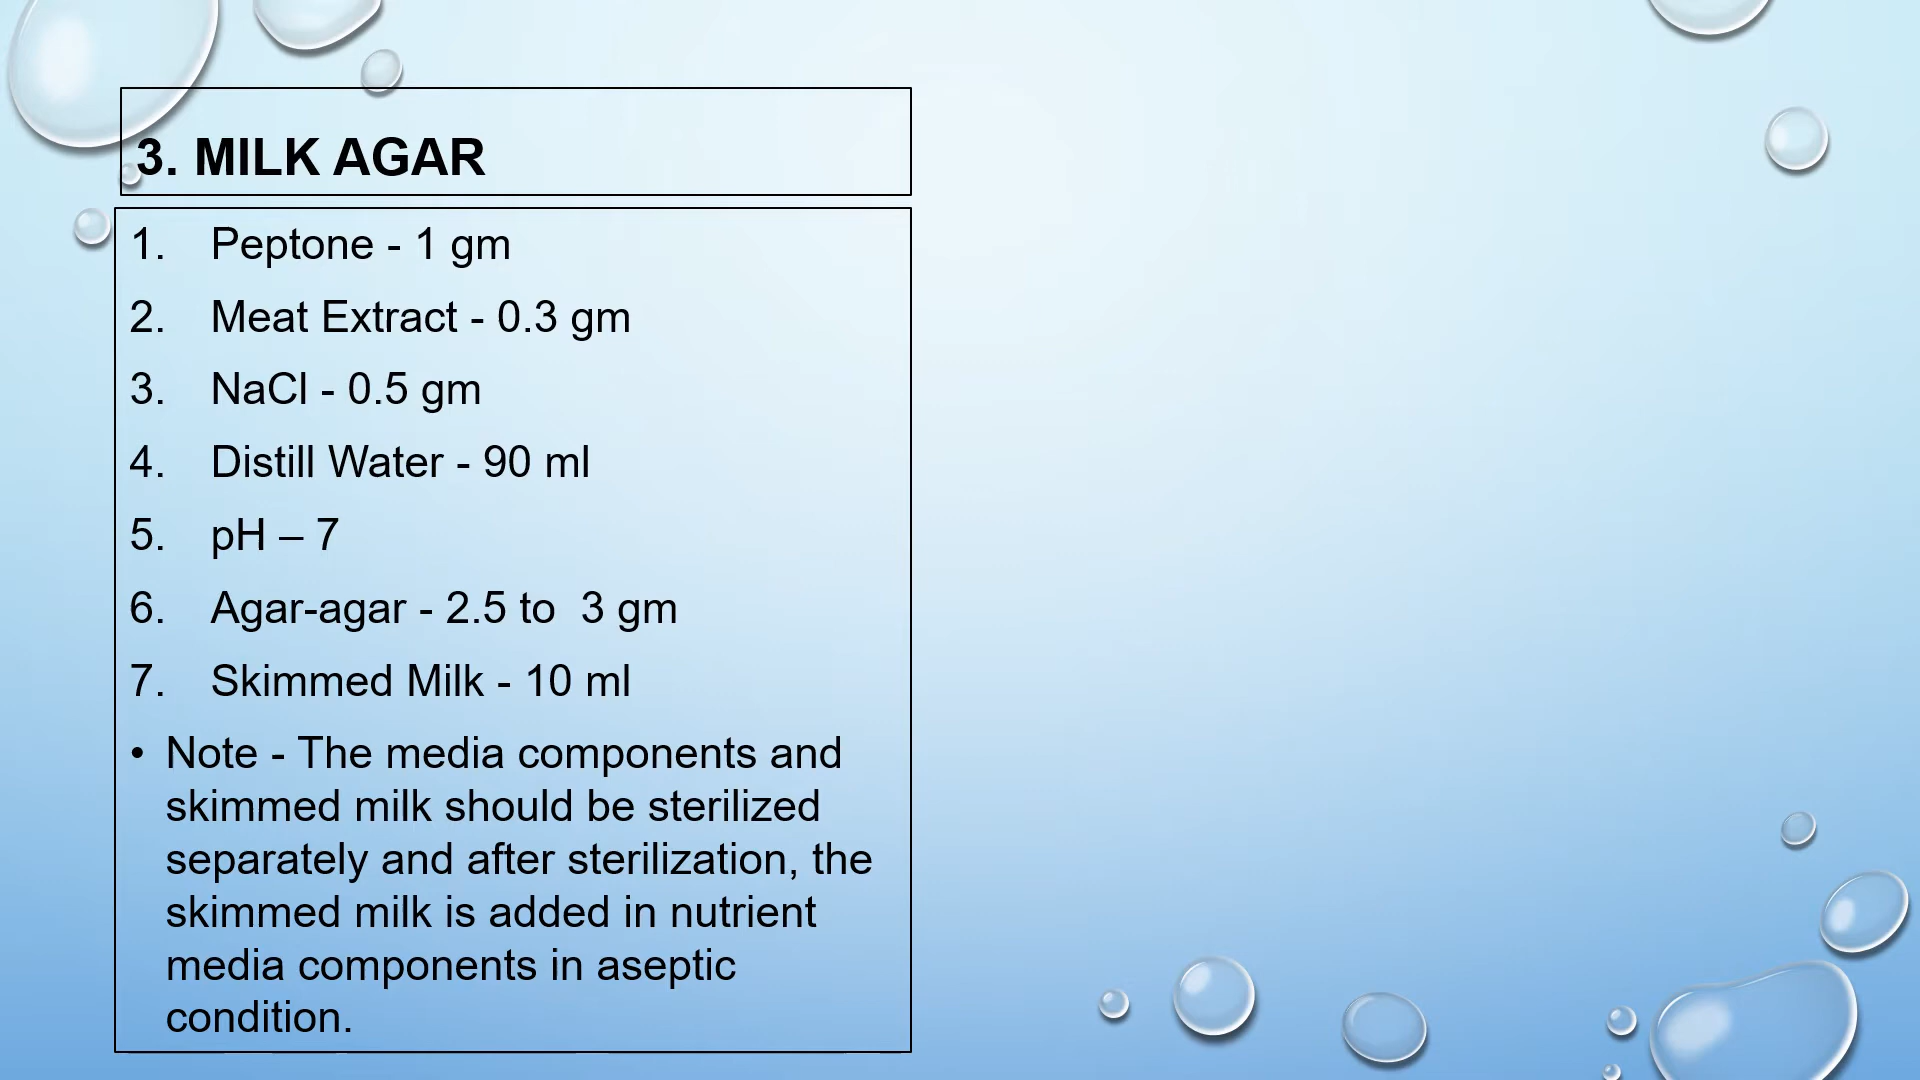 3. MILK AGAR
1. Peptone - 1 gm
2. Meat Extract - 0.3 gm
3. NaCl - 0.5 gm
4. Distill Water - 90 ml
5. pH – 7
6. Agar-agar - 2.5 to  3 gm
7. Skimmed Milk - 10 ml
• Note - The media components and
skimmed milk should be sterilized
separately and after sterilization, the
skimmed milk is added in nutrient
media components in aseptic
condition.